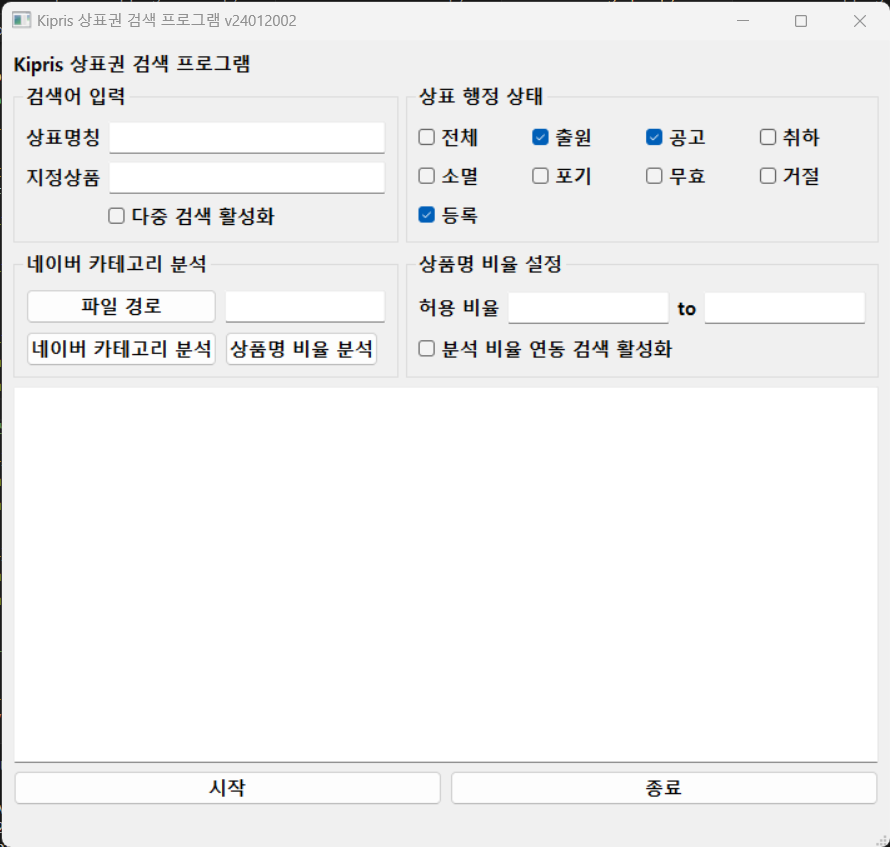 Kipris 상표권 검색 프로그램 v24012002
Kipris 상표권 검색 프로그램
검색어 입력
상표명칭
지정상품
다중 검색 활성화
상표 행정 상태
전체 출원 공고 취하
소멸 포기 무효 거절
등록
네이버 카테고리 분석
파일 경로
네이버 카테고리 분석 상품명 비율 분석
상품명 비율 설정
허용 비율 to
분석 비율 연동 검색 활성화
시작 종료